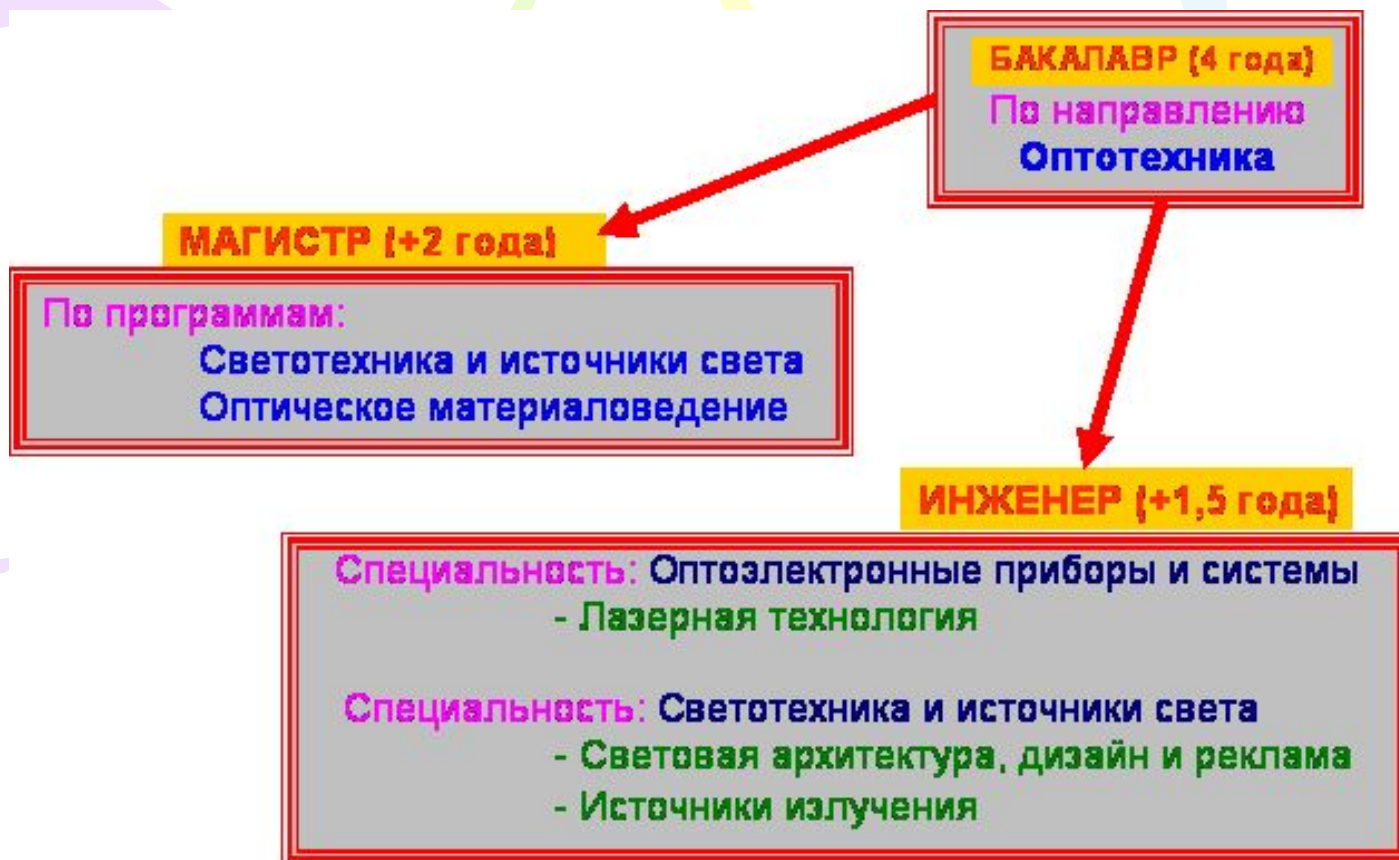 БАКАЛАВР (4 года)
По направлению
Оптотехника
МАГИСТР (+2 года)
По программам:
Светотехника и источники света
Оптическое материаловедение
ИНЖЕНЕР (+1,5 года)
Специальность: Оптоэлектронные приборы и системы
- Лазерная технология
Специальность: Светотехника и источники света
- Световая архитектура, дизайн и реклама
- Источники излучения